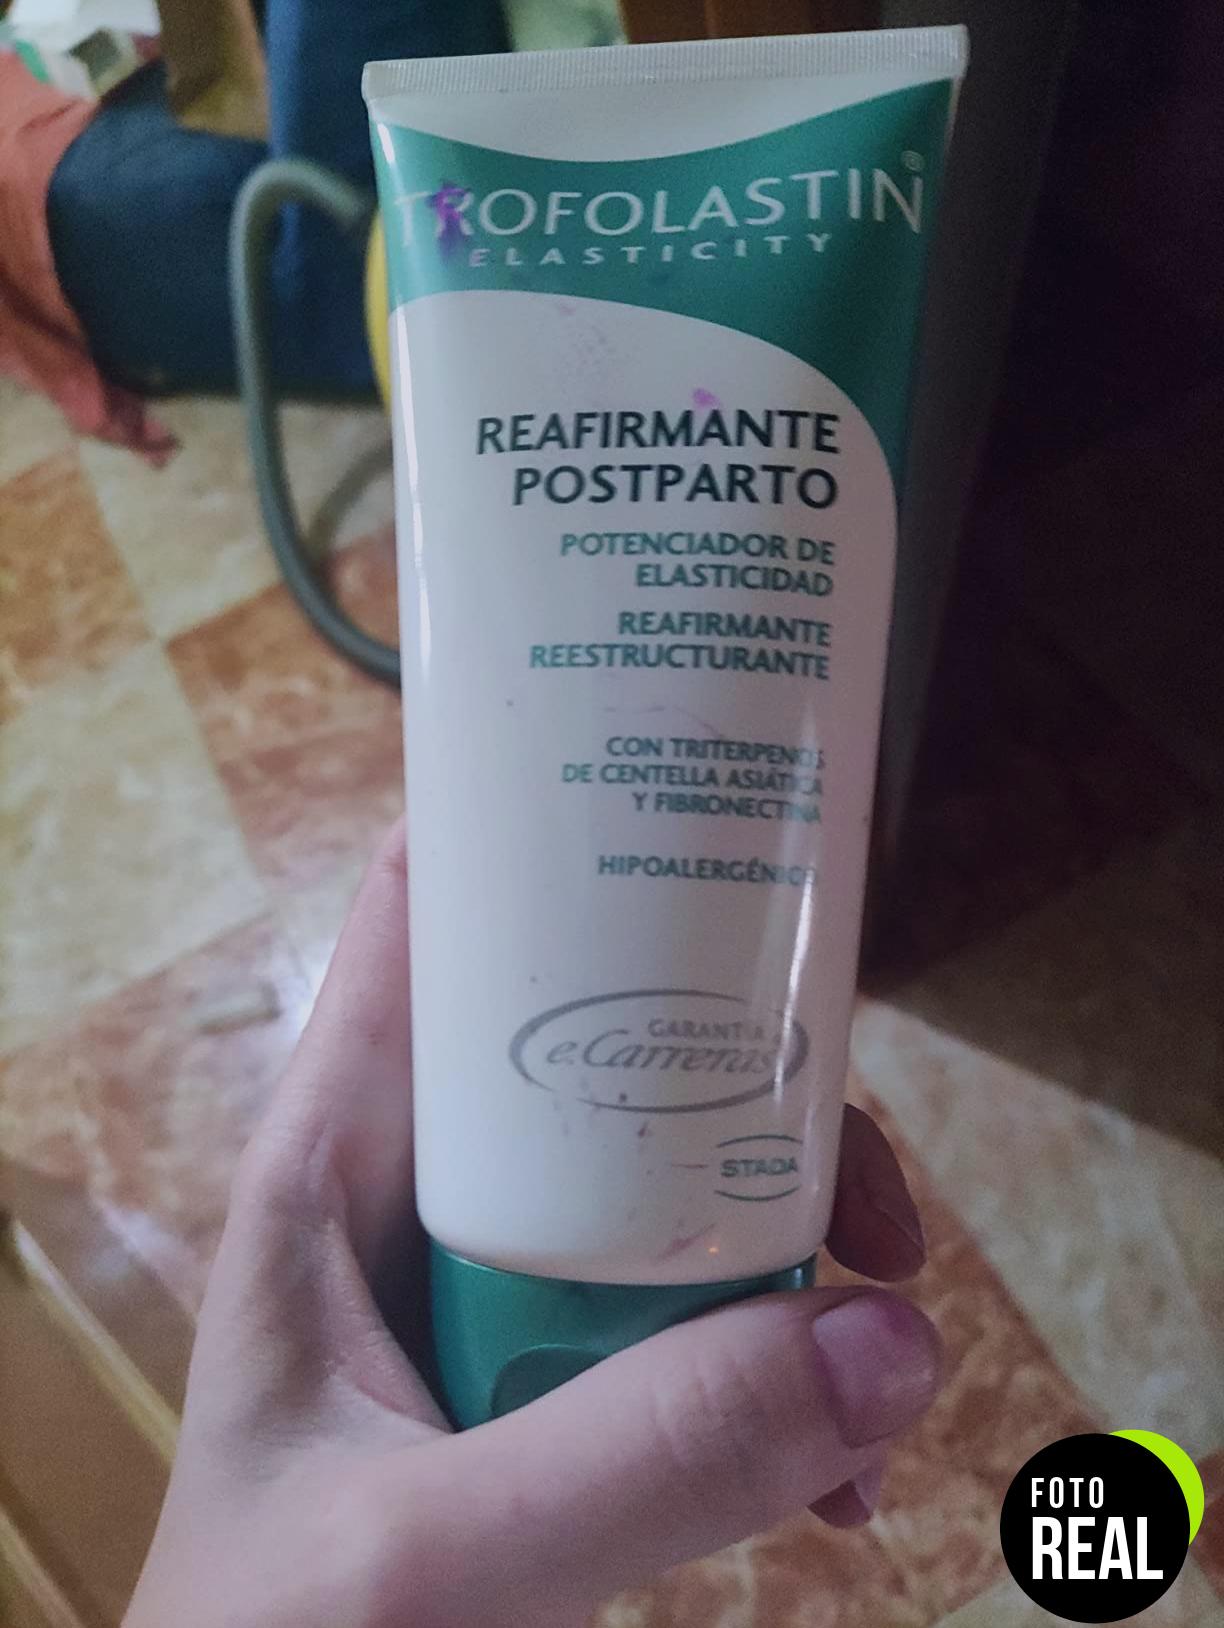 TROFOLASTIN®
ELASTICITY
REAFIRMANTE
POSTPARTO
POTENCIADOR DE
ELASTICIDAD
REAFIRMANTE
REESTRUCTURANTE
CON TRITERPENOS
DE CENTELLA ASIÁTICA
Y FIBRONECTINA
HIPOALERGÉNICO
GARANTÍA
e.Carreras
STADA
FOTO
REAL